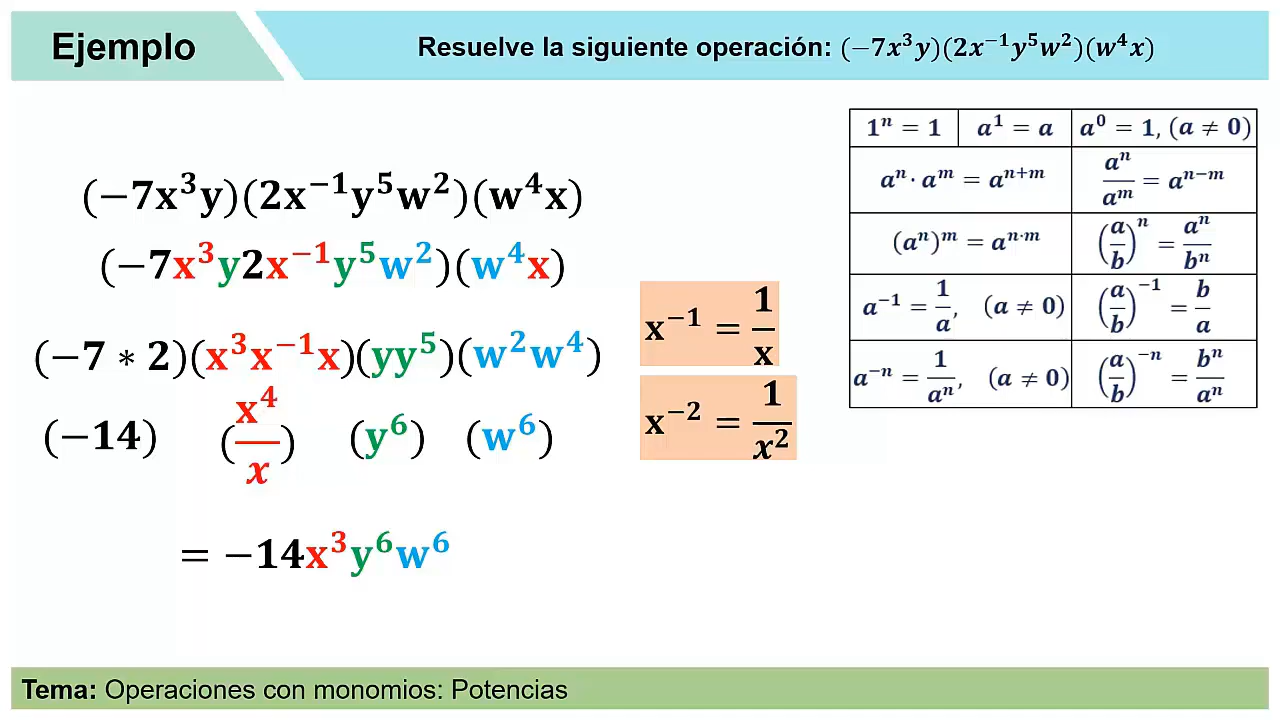 Ejemplo
Resuelve la siguiente operación: (−7x³y)(2x⁻¹y⁵w²)(w⁴x)
(−7x³y)(2x⁻¹y⁵w²)(w⁴x)
(−7x³y2x⁻¹y⁵w²)(w⁴x)
(−7 * 2)(x³x⁻¹x)(yy⁵)(w²w⁴)
(−14) (x⁴/x) (y⁶) (w⁶)
= −14x³y⁶w⁶
x⁻¹ = 1/x
x⁻² = 1/x²
1ⁿ = 1 a¹ = a a⁰ = 1, (a ≠ 0)
aⁿ · aᵐ = aⁿ⁺ᵐ aⁿ/aᵐ = aⁿ⁻ᵐ
(aⁿ)ᵐ = aⁿ·ᵐ (a/b)ⁿ = aⁿ/bⁿ
a⁻¹ = 1/a, (a ≠ 0) (a/b)⁻¹ = b/a
a⁻ⁿ = 1/aⁿ, (a ≠ 0) (a/b)⁻ⁿ = bⁿ/aⁿ
Tema: Operaciones con monomios: Potencias